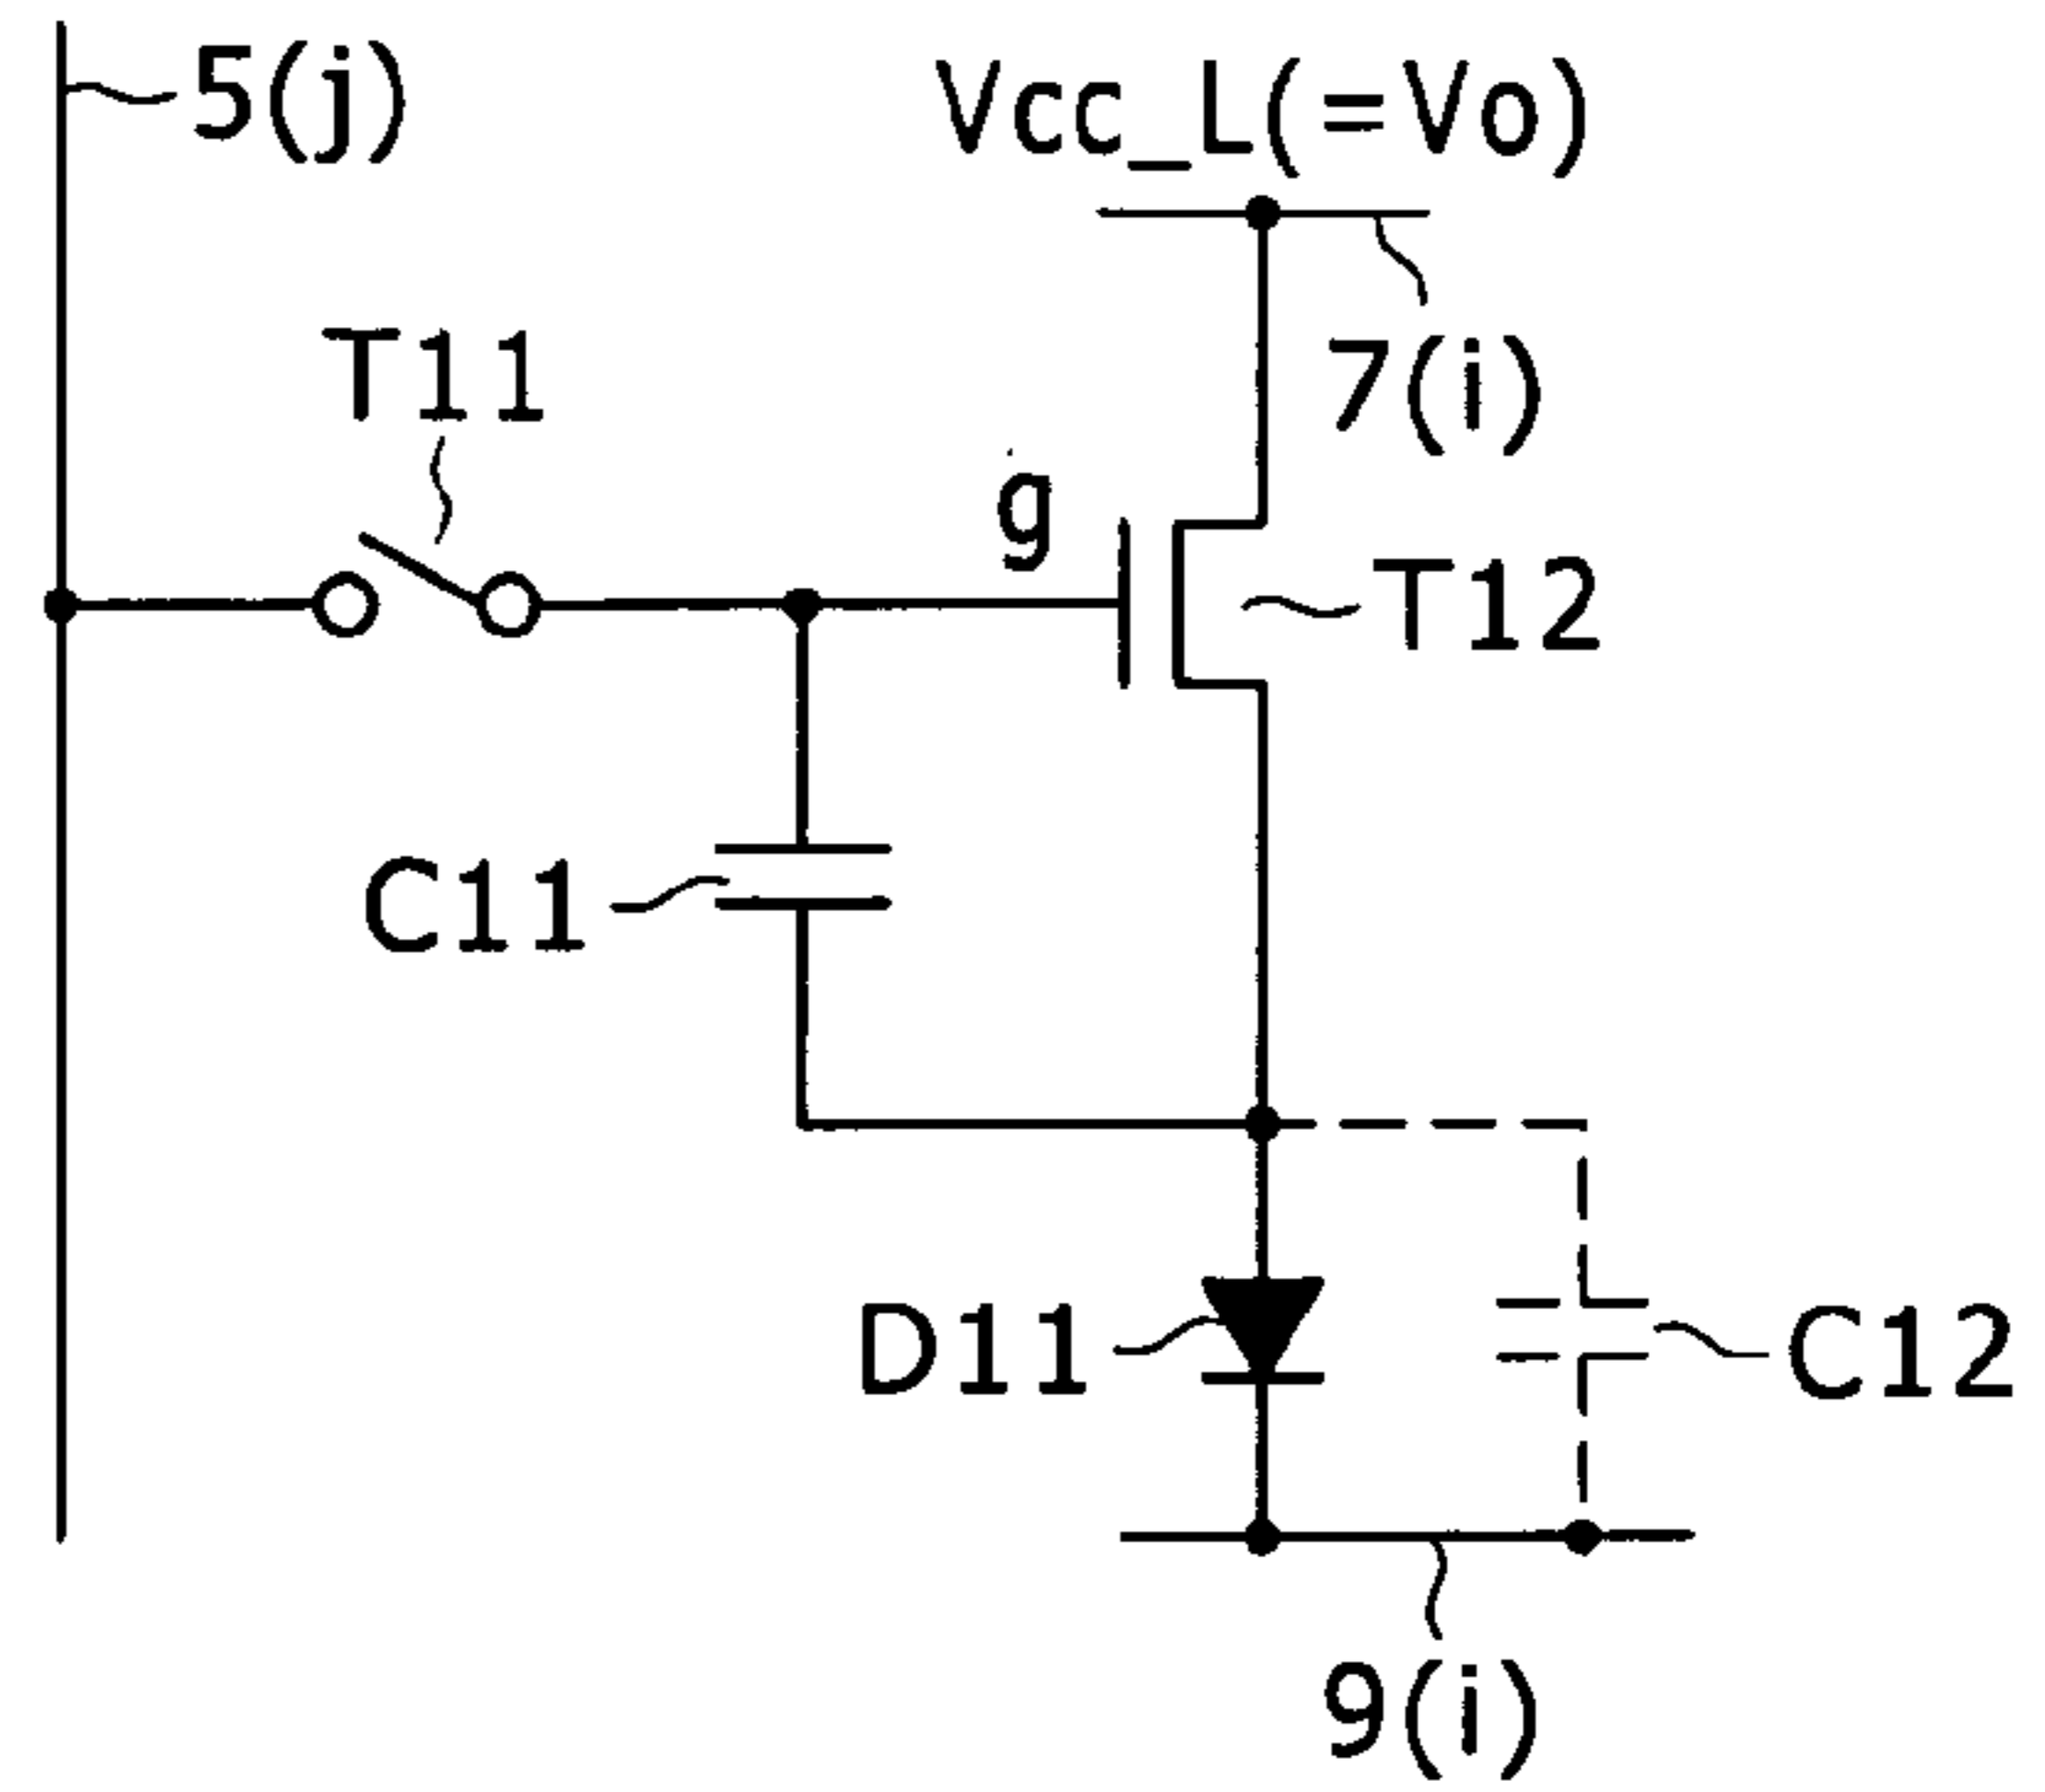 5(j)
Vcc_L(=Vo)
7(i)
T11
g
T12
C11
D11
C12
9(i)